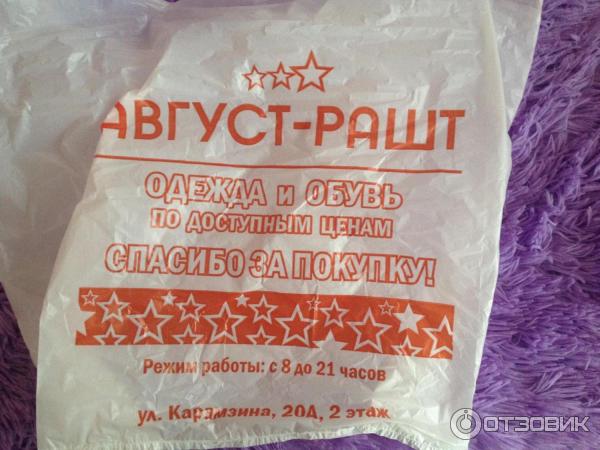 АВГУСТ-РАШТ
ОДЕЖДА и ОБУВЬ
ПО ДОСТУПНЫМ ЦЕНАМ
СПАСИБО ЗА ПОКУПКУ!
Режим работы: с 8 до 21 часов
ул. Карамзина, 20Д, 2 этаж
ОТЗОВИК